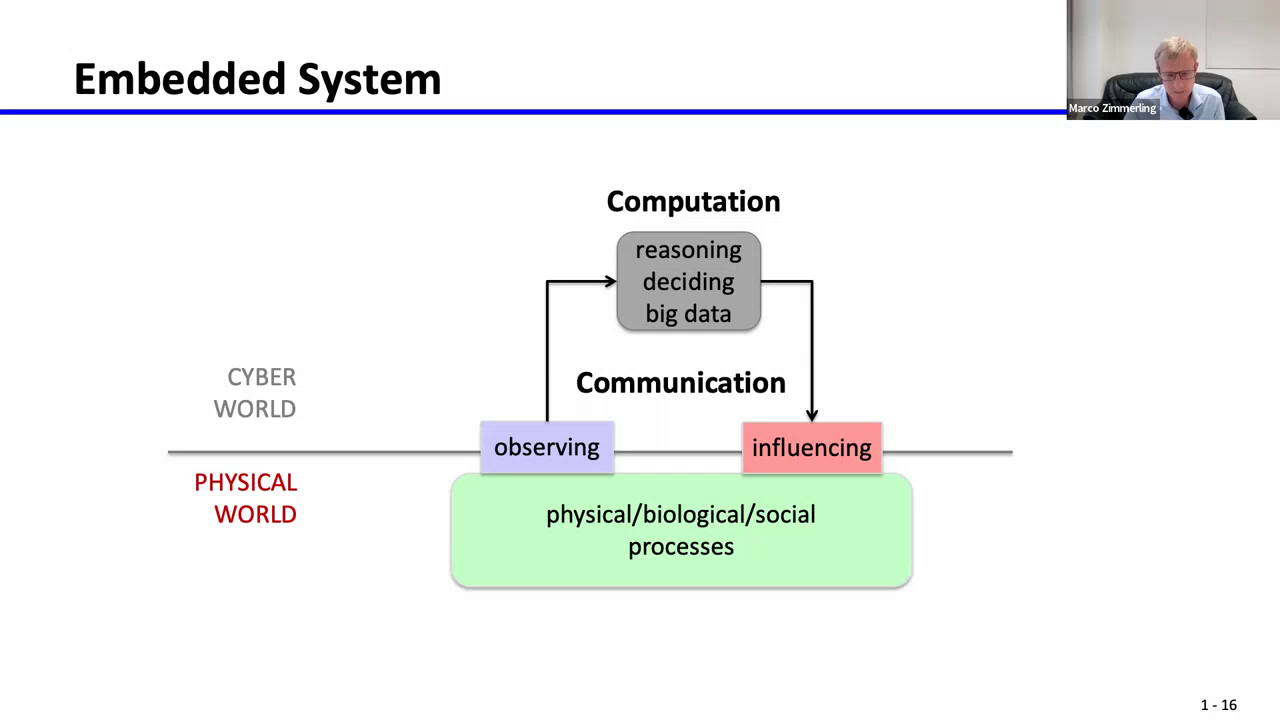 Embedded System
Marco Zimmerling
Computation
reasoning
deciding
big data
CYBER
WORLD
Communication
observing
influencing
PHYSICAL
WORLD
physical/biological/social
processes
1 - 16